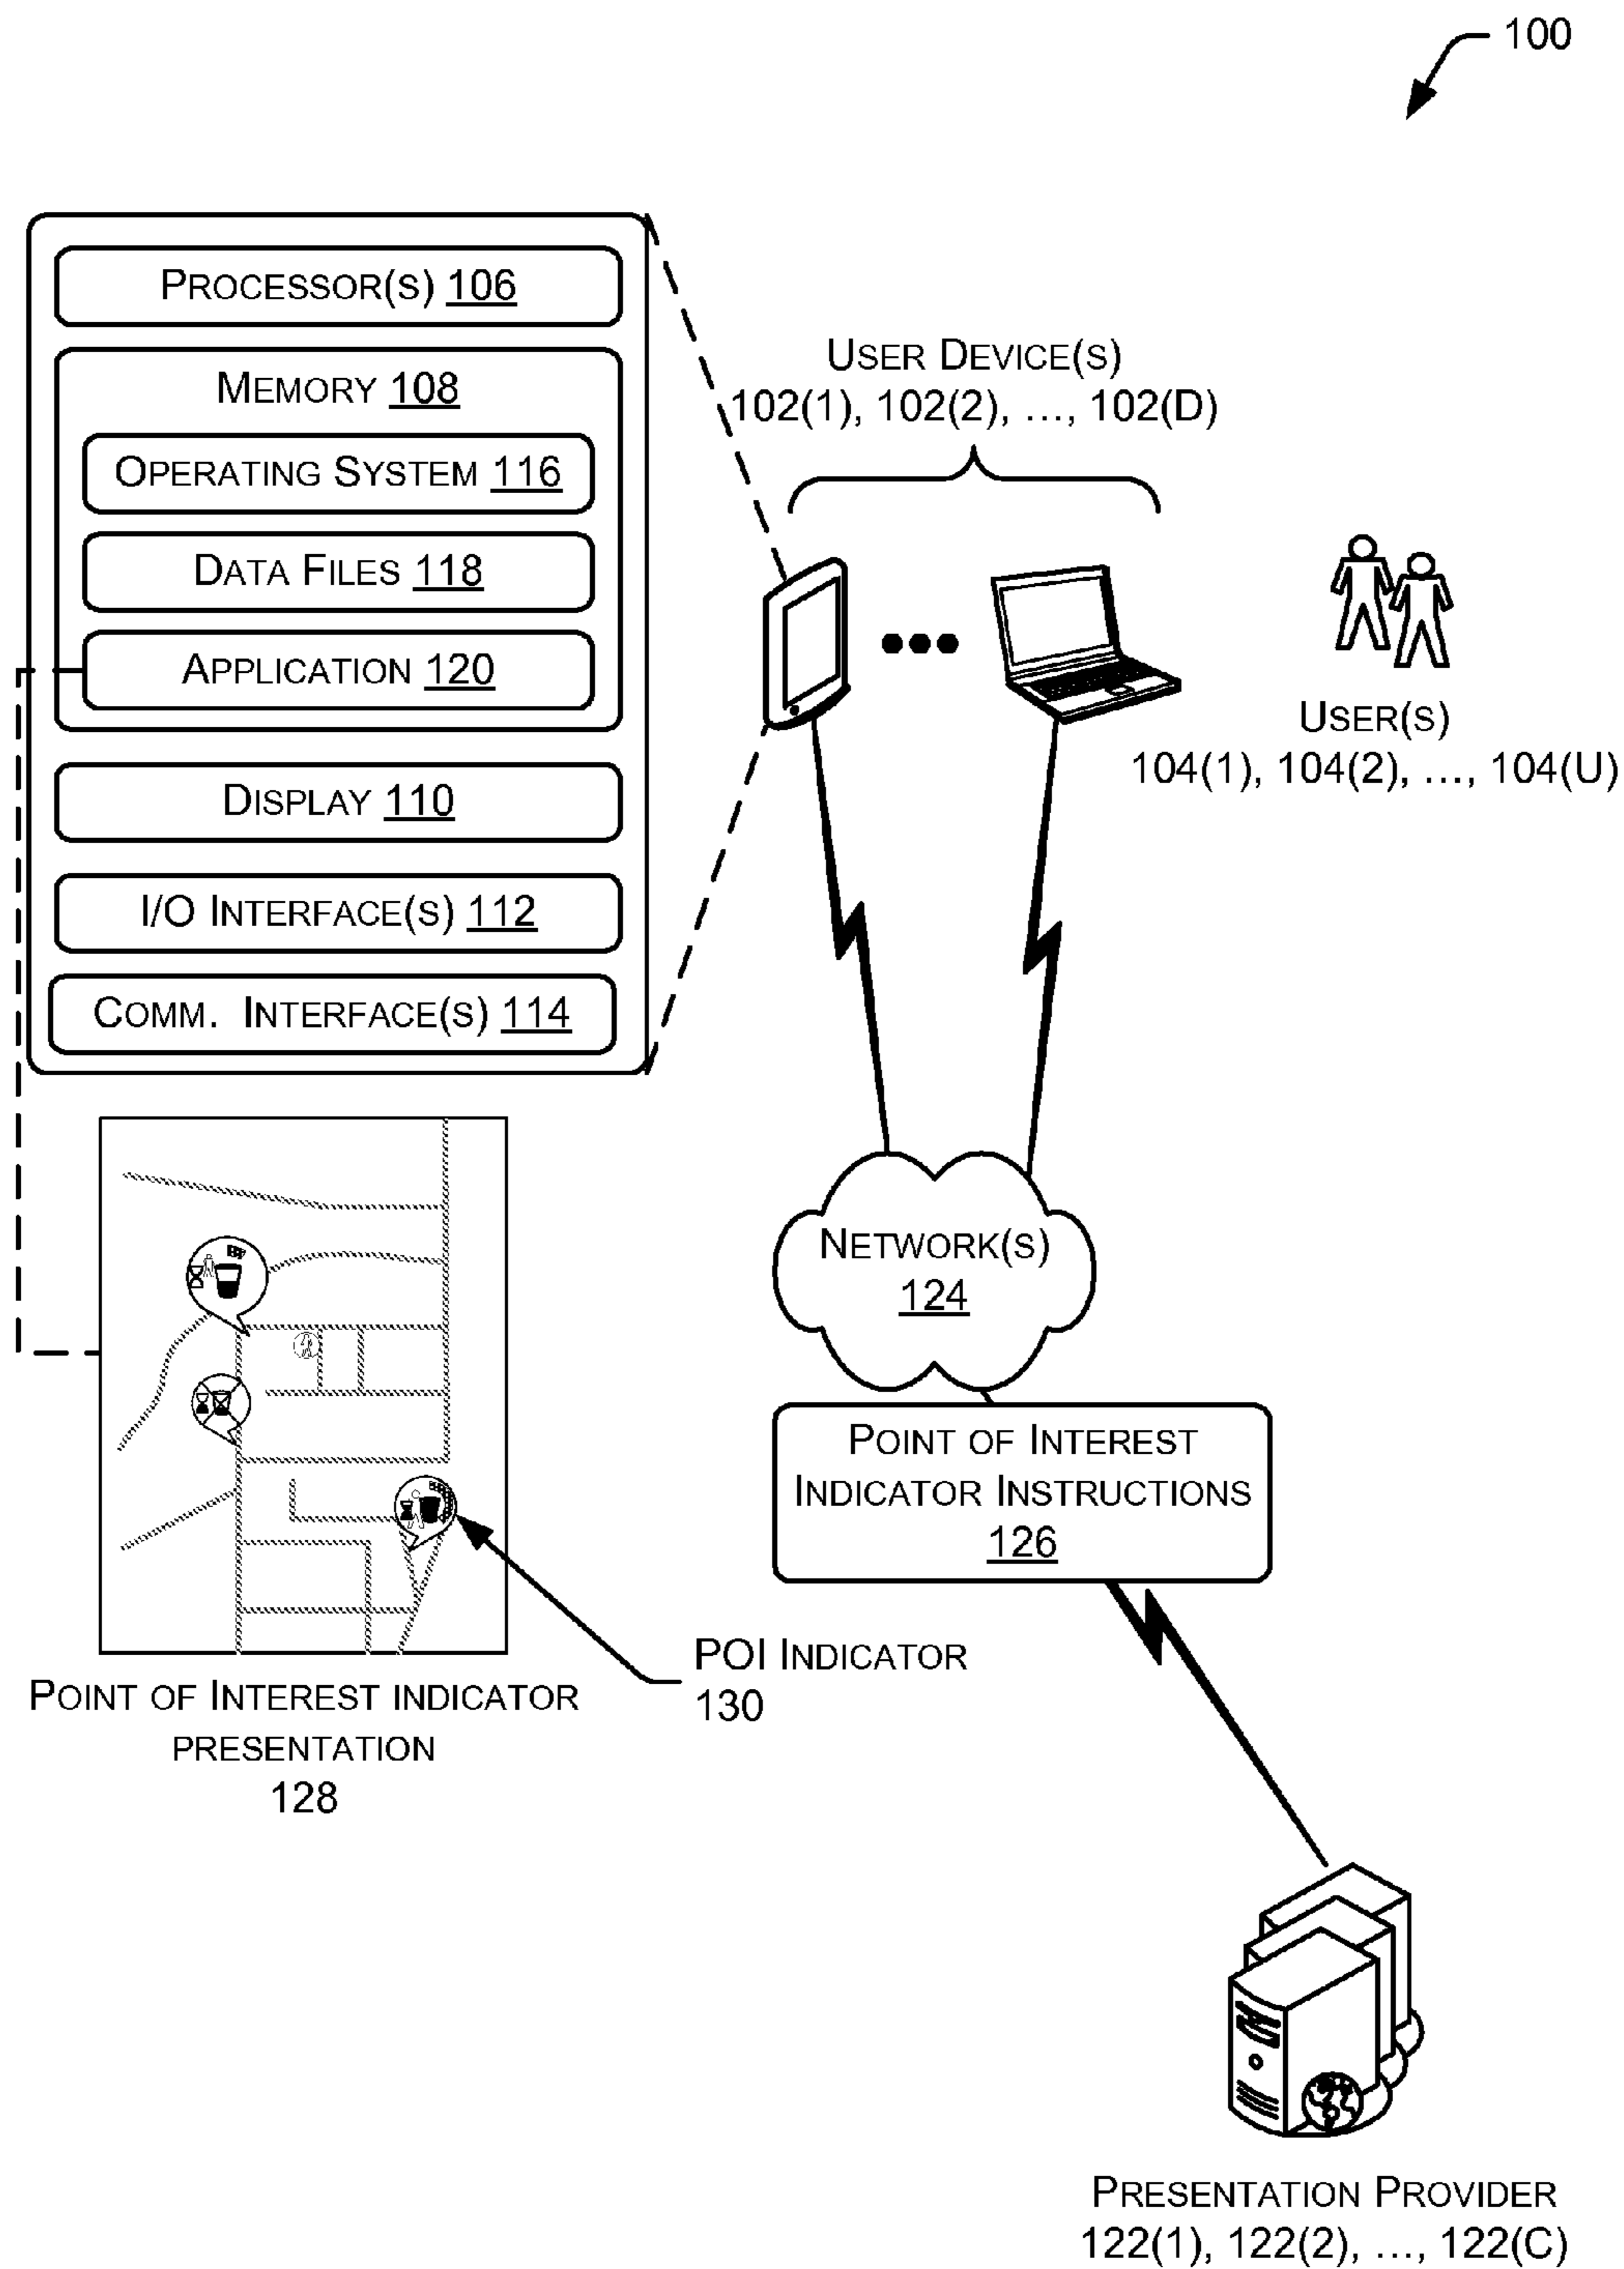 100
PROCESSOR(S) 106
MEMORY 108
OPERATING SYSTEM 116
DATA FILES 118
APPLICATION 120
DISPLAY 110
I/O INTERFACE(S) 112
COMM. INTERFACE(S) 114
USER DEVICE(S)
102(1), 102(2), ..., 102(D)
USER(S)
104(1), 104(2), ..., 104(U)
NETWORK(S)
124
POINT OF INTEREST
INDICATOR INSTRUCTIONS
126
POI INDICATOR
130
POINT OF INTEREST INDICATOR
PRESENTATION
128
PRESENTATION PROVIDER
122(1), 122(2), ..., 122(C)